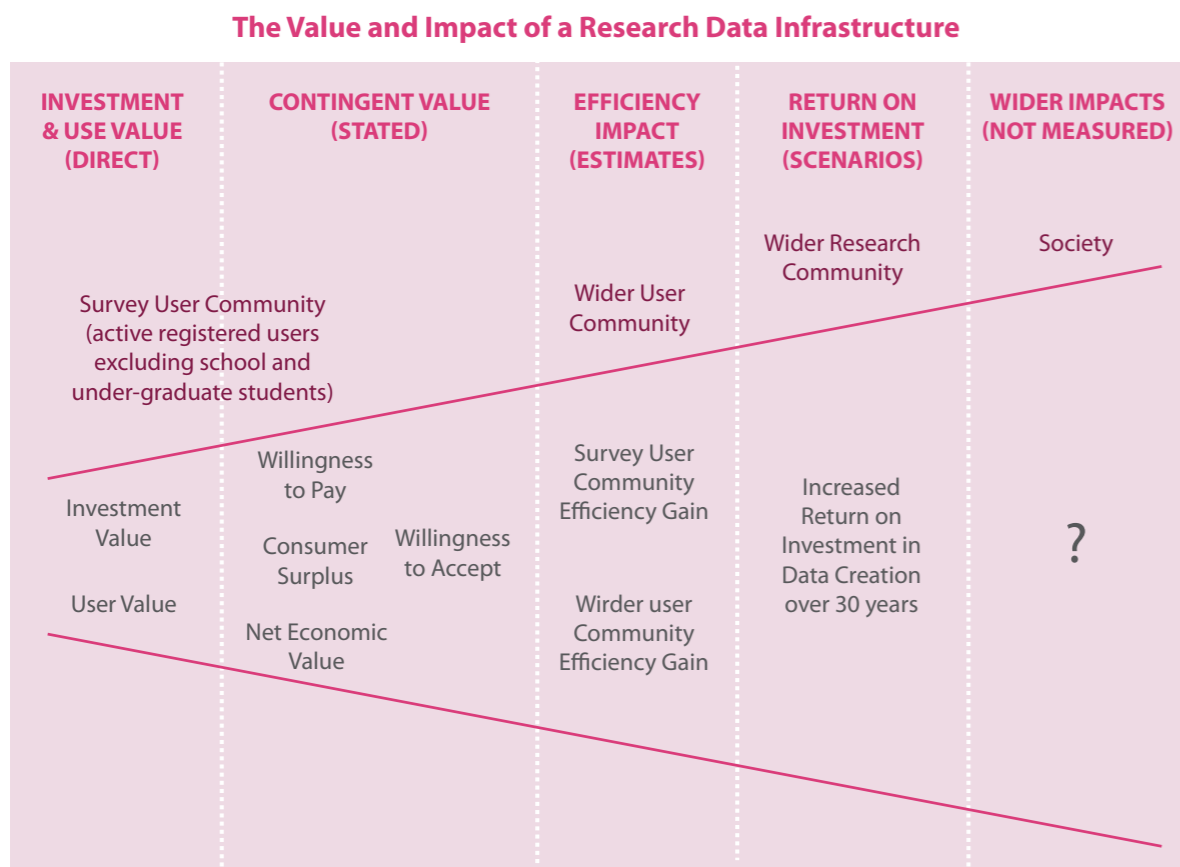 The Value and Impact of a Research Data Infrastructure
INVESTMENT
& USE VALUE
(DIRECT)
CONTINGENT VALUE
(STATED)
EFFICIENCY
IMPACT
(ESTIMATES)
RETURN ON
INVESTMENT
(SCENARIOS)
WIDER IMPACTS
(NOT MEASURED)
Survey User Community
(active registered users
excluding school and
under-graduate students)
Wider User
Community
Wider Research
Community
Society
Investment
Value
User Value
Willingness
to Pay
Consumer
Surplus
Willingness
to Accept
Net Economic
Value
Survey User
Community
Efficiency Gain
Wirder user
Community
Efficiency Gain
Increased
Return on
Investment in
Data Creation
over 30 years
?